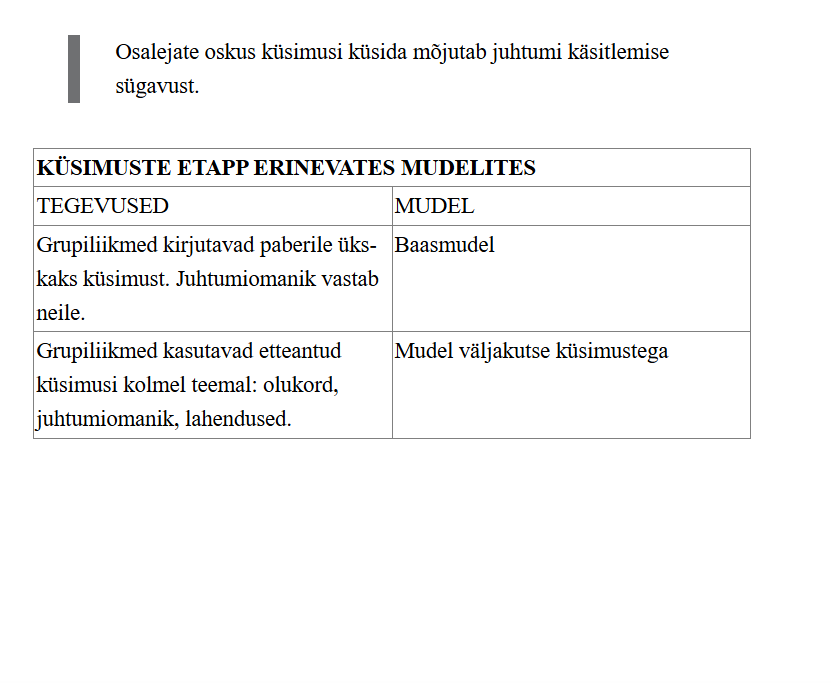 Osalejate oskus küsimusi küsida mõjutab juhtumi käsitlemise
sügavust.
KÜSIMUSTE ETAPP ERINEVATES MUDELITES
TEGEVUSED
MUDEL
Grupiliikmed kirjutavad paberile üks-
kaks küsimust. Juhtumiomanik vastab
neile.
Baasmudel
Grupiliikmed kasutavad etteantud
küsimusi kolmel teemal: olukord,
juhtumiomanik, lahendused.
Mudel väljakutse küsimustega